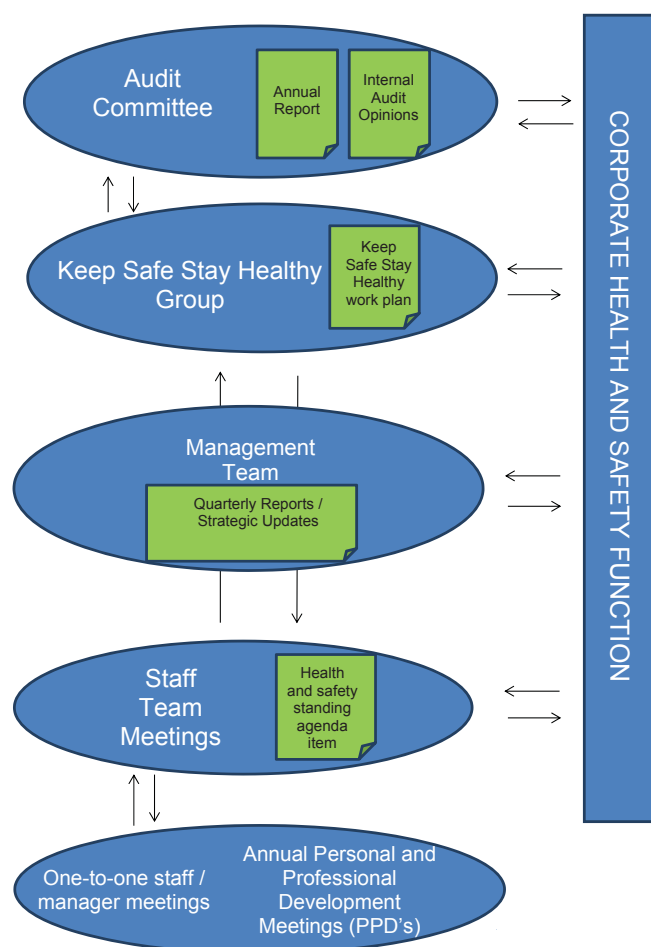 Audit
Committee
Annual
Report
Internal
Audit
Opinions
Keep Safe Stay Healthy
Group
Keep
Safe Stay
Healthy
work plan
Management
Team
Quarterly Reports /
Strategic Updates
Staff
Team
Meetings
Health
and safety
standing
agenda
item
One-to-one staff /
manager meetings
Annual Personal and
Professional
Development
Meetings (PPD's)
CORPORATE HEALTH AND SAFETY FUNCTION